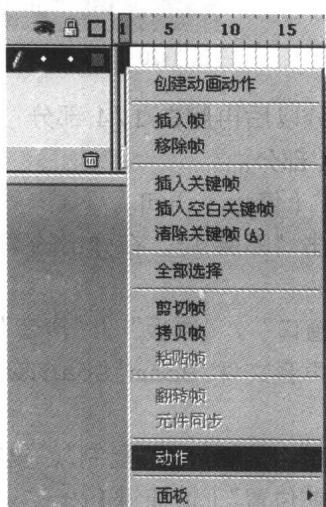 1 5 10 15
创建动画动作
插入帧
移除帧
插入关键帧
插入空白关键帧
清除关键帧(A)
全部选择
剪切帧
拷贝帧
粘贴帧
翻转帧
元件同步
动作
面板